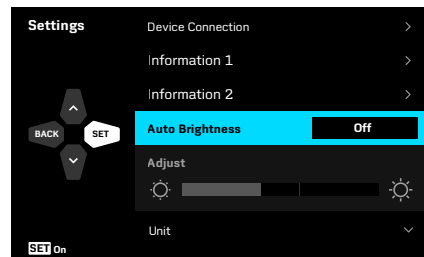 Settings
Device Connection
Information 1
Information 2
BACK
SET
Auto Brightness
Off
Adjust
Unit
SET On